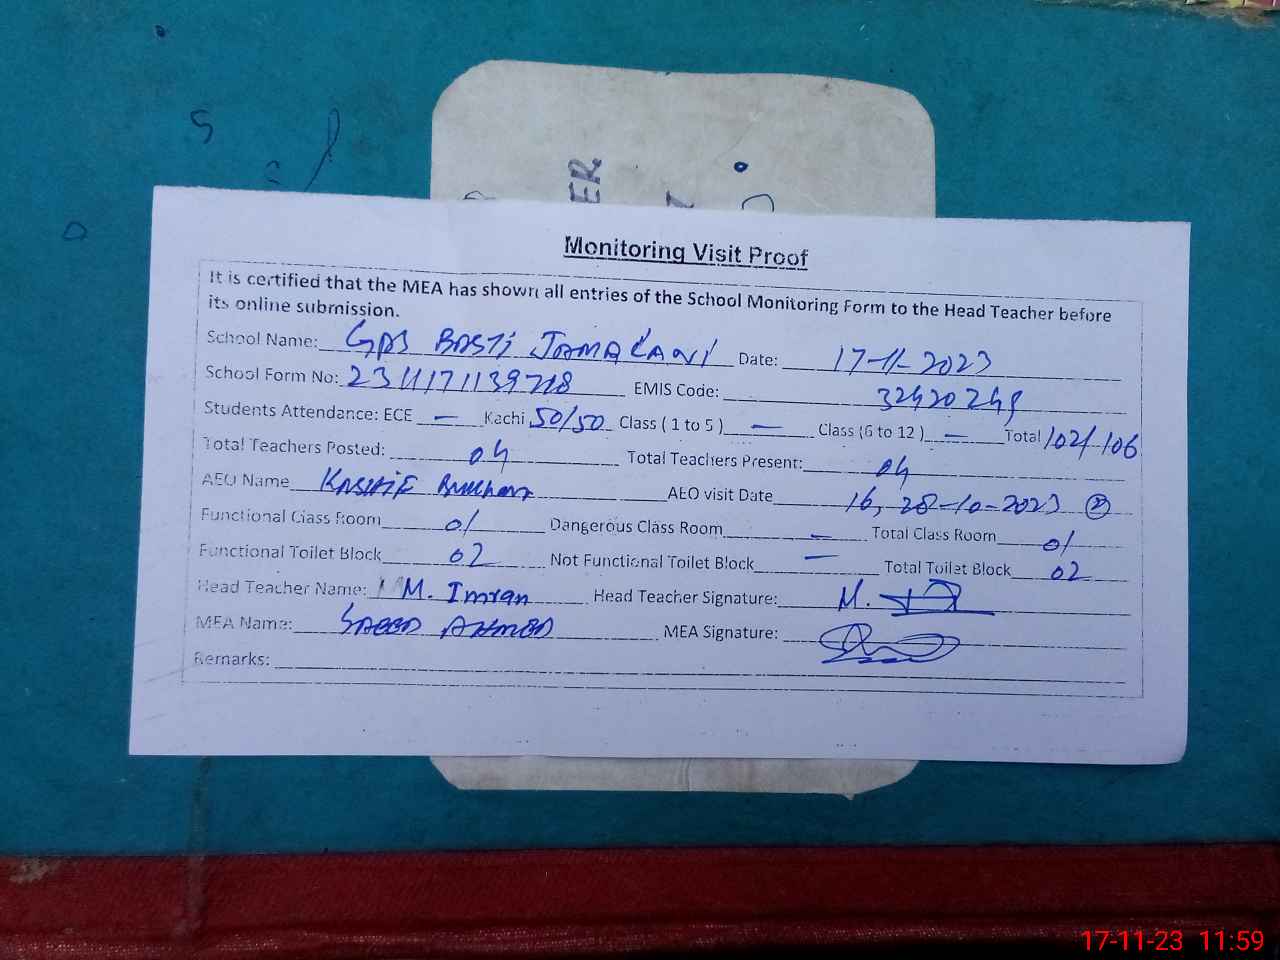 ER
Monitoring Visit Proof
It is certified that the MEA has shown all entries of the School Monitoring Form to the Head Teacher before
its online submission.
School Name: GPS BASTI JAMALANI Date: 17-11-2023
School Form No: 2311171139718 EMIS Code: 32420249
Students Attendance: ECE — Kachi 50/50 Class ( 1 to 5 ) — Class (6 to 12 ) — Total 102/106
Total Teachers Posted: 04 Total Teachers Present: 04
AEO Name KASHIF Bukhari AEO visit Date 16, 28-10-2023 2
Functional Class Room 01 Dangerous Class Room — Total Class Room 01
Functional Toilet Block 02 Not Functional Toilet Block — Total Toilet Block 02
Head Teacher Name: M. Imran Head Teacher Signature: M.
MEA Name: SAEED AHMED MEA Signature:
Remarks:
17-11-23 11:59